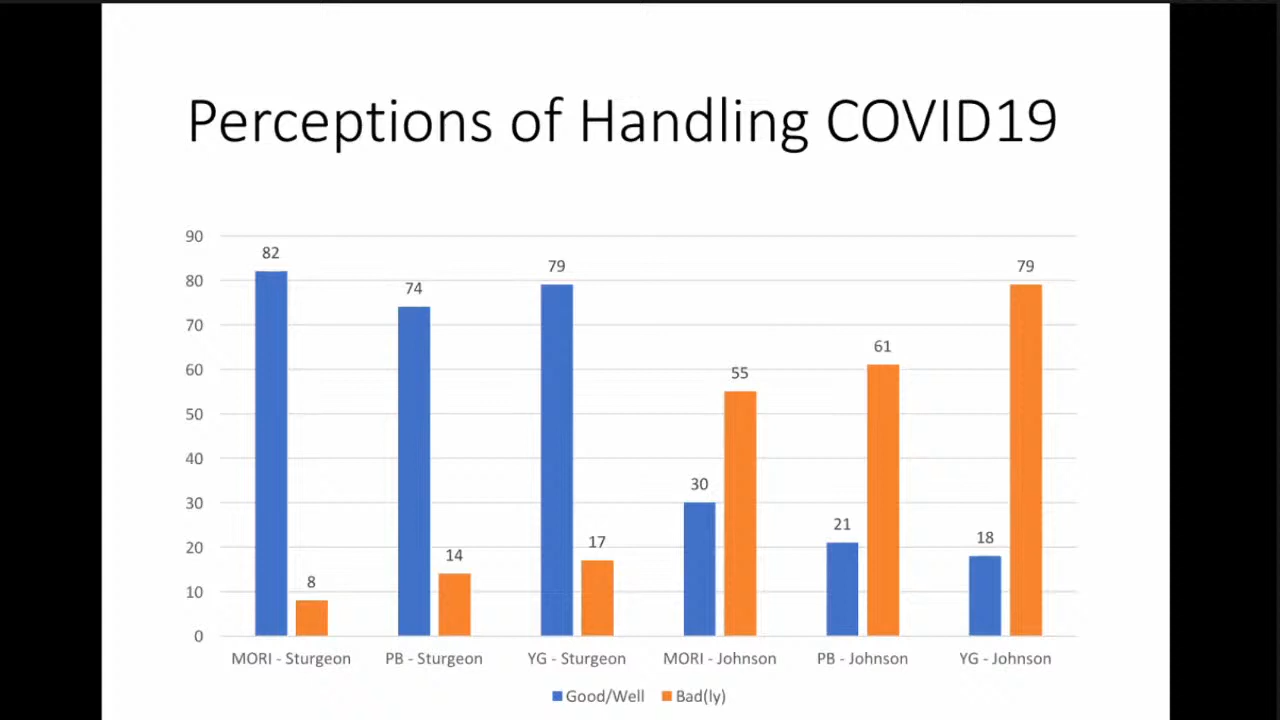 Perceptions of Handling COVID19
90
80
70
60
50
40
30
20
10
0
82
8
74
14
79
17
30
55
21
61
18
79
MORI - Sturgeon
PB - Sturgeon
YG - Sturgeon
MORI - Johnson
PB - Johnson
YG - Johnson
Good/Well
Bad(ly)